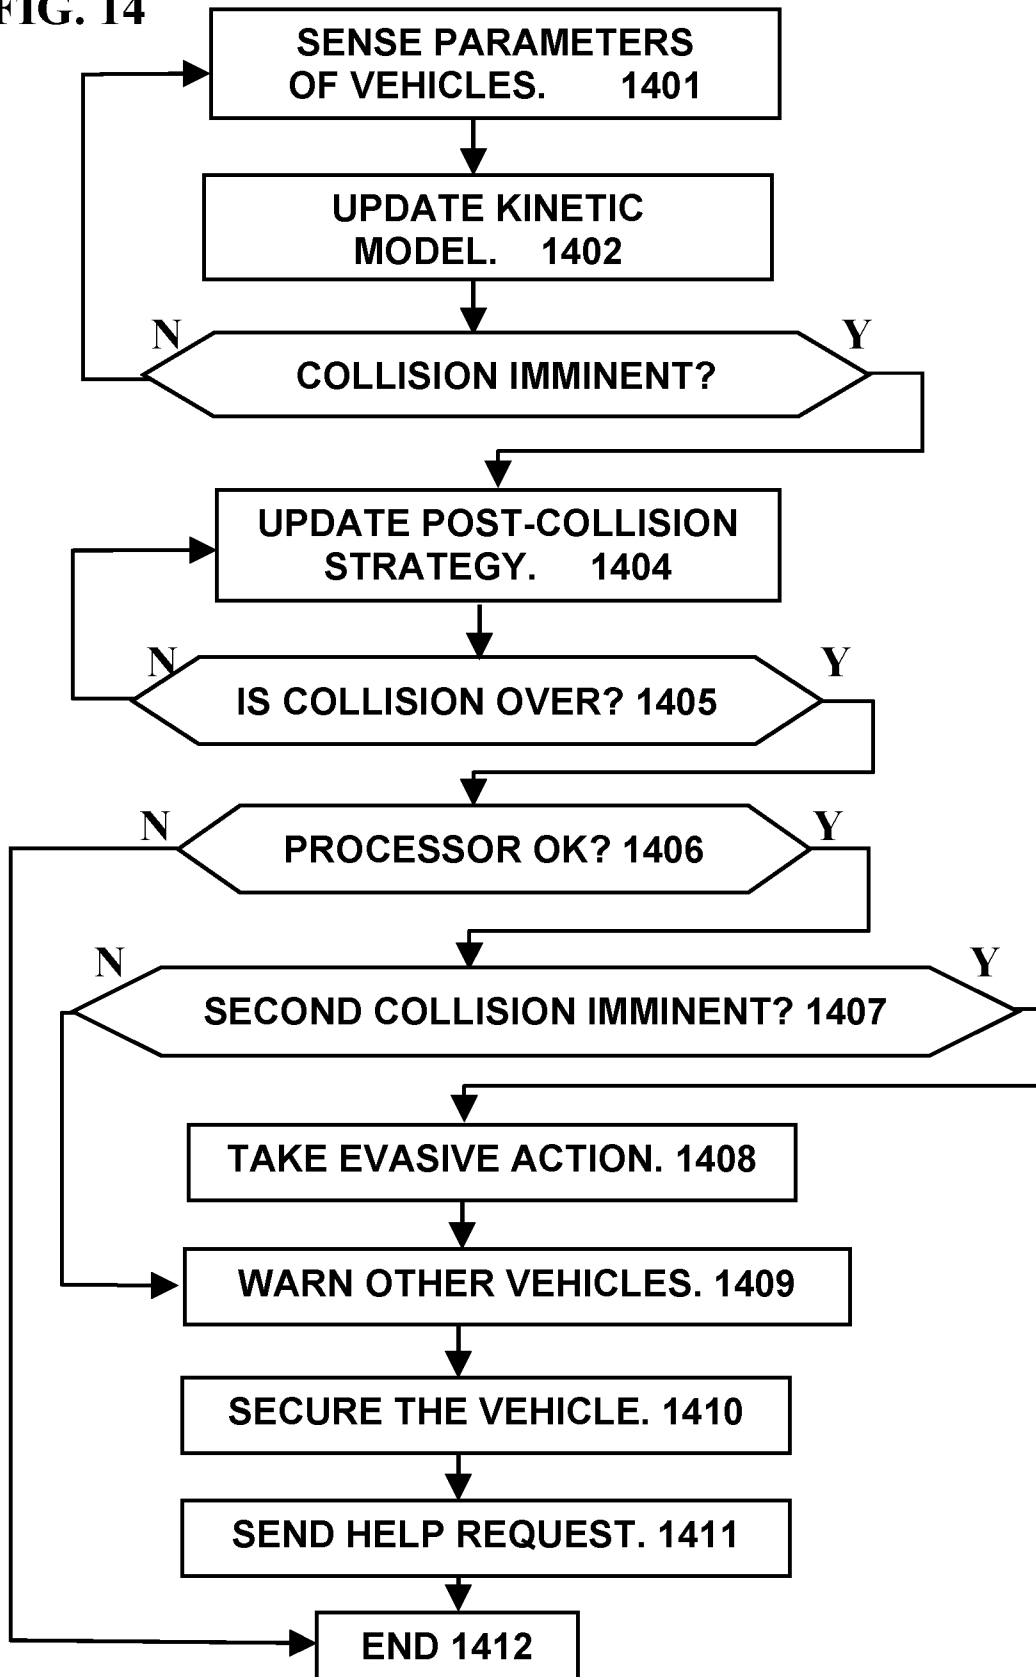 FIG. 14
SENSE PARAMETERS
OF VEHICLES. 1401
UPDATE KINETIC
MODEL. 1402
N
Y
COLLISION IMMINENT?
UPDATE POST-COLLISION
STRATEGY. 1404
N
Y
IS COLLISION OVER? 1405
N
Y
PROCESSOR OK? 1406
N
Y
SECOND COLLISION IMMINENT? 1407
TAKE EVASIVE ACTION. 1408
WARN OTHER VEHICLES. 1409
SECURE THE VEHICLE. 1410
SEND HELP REQUEST. 1411
END 1412